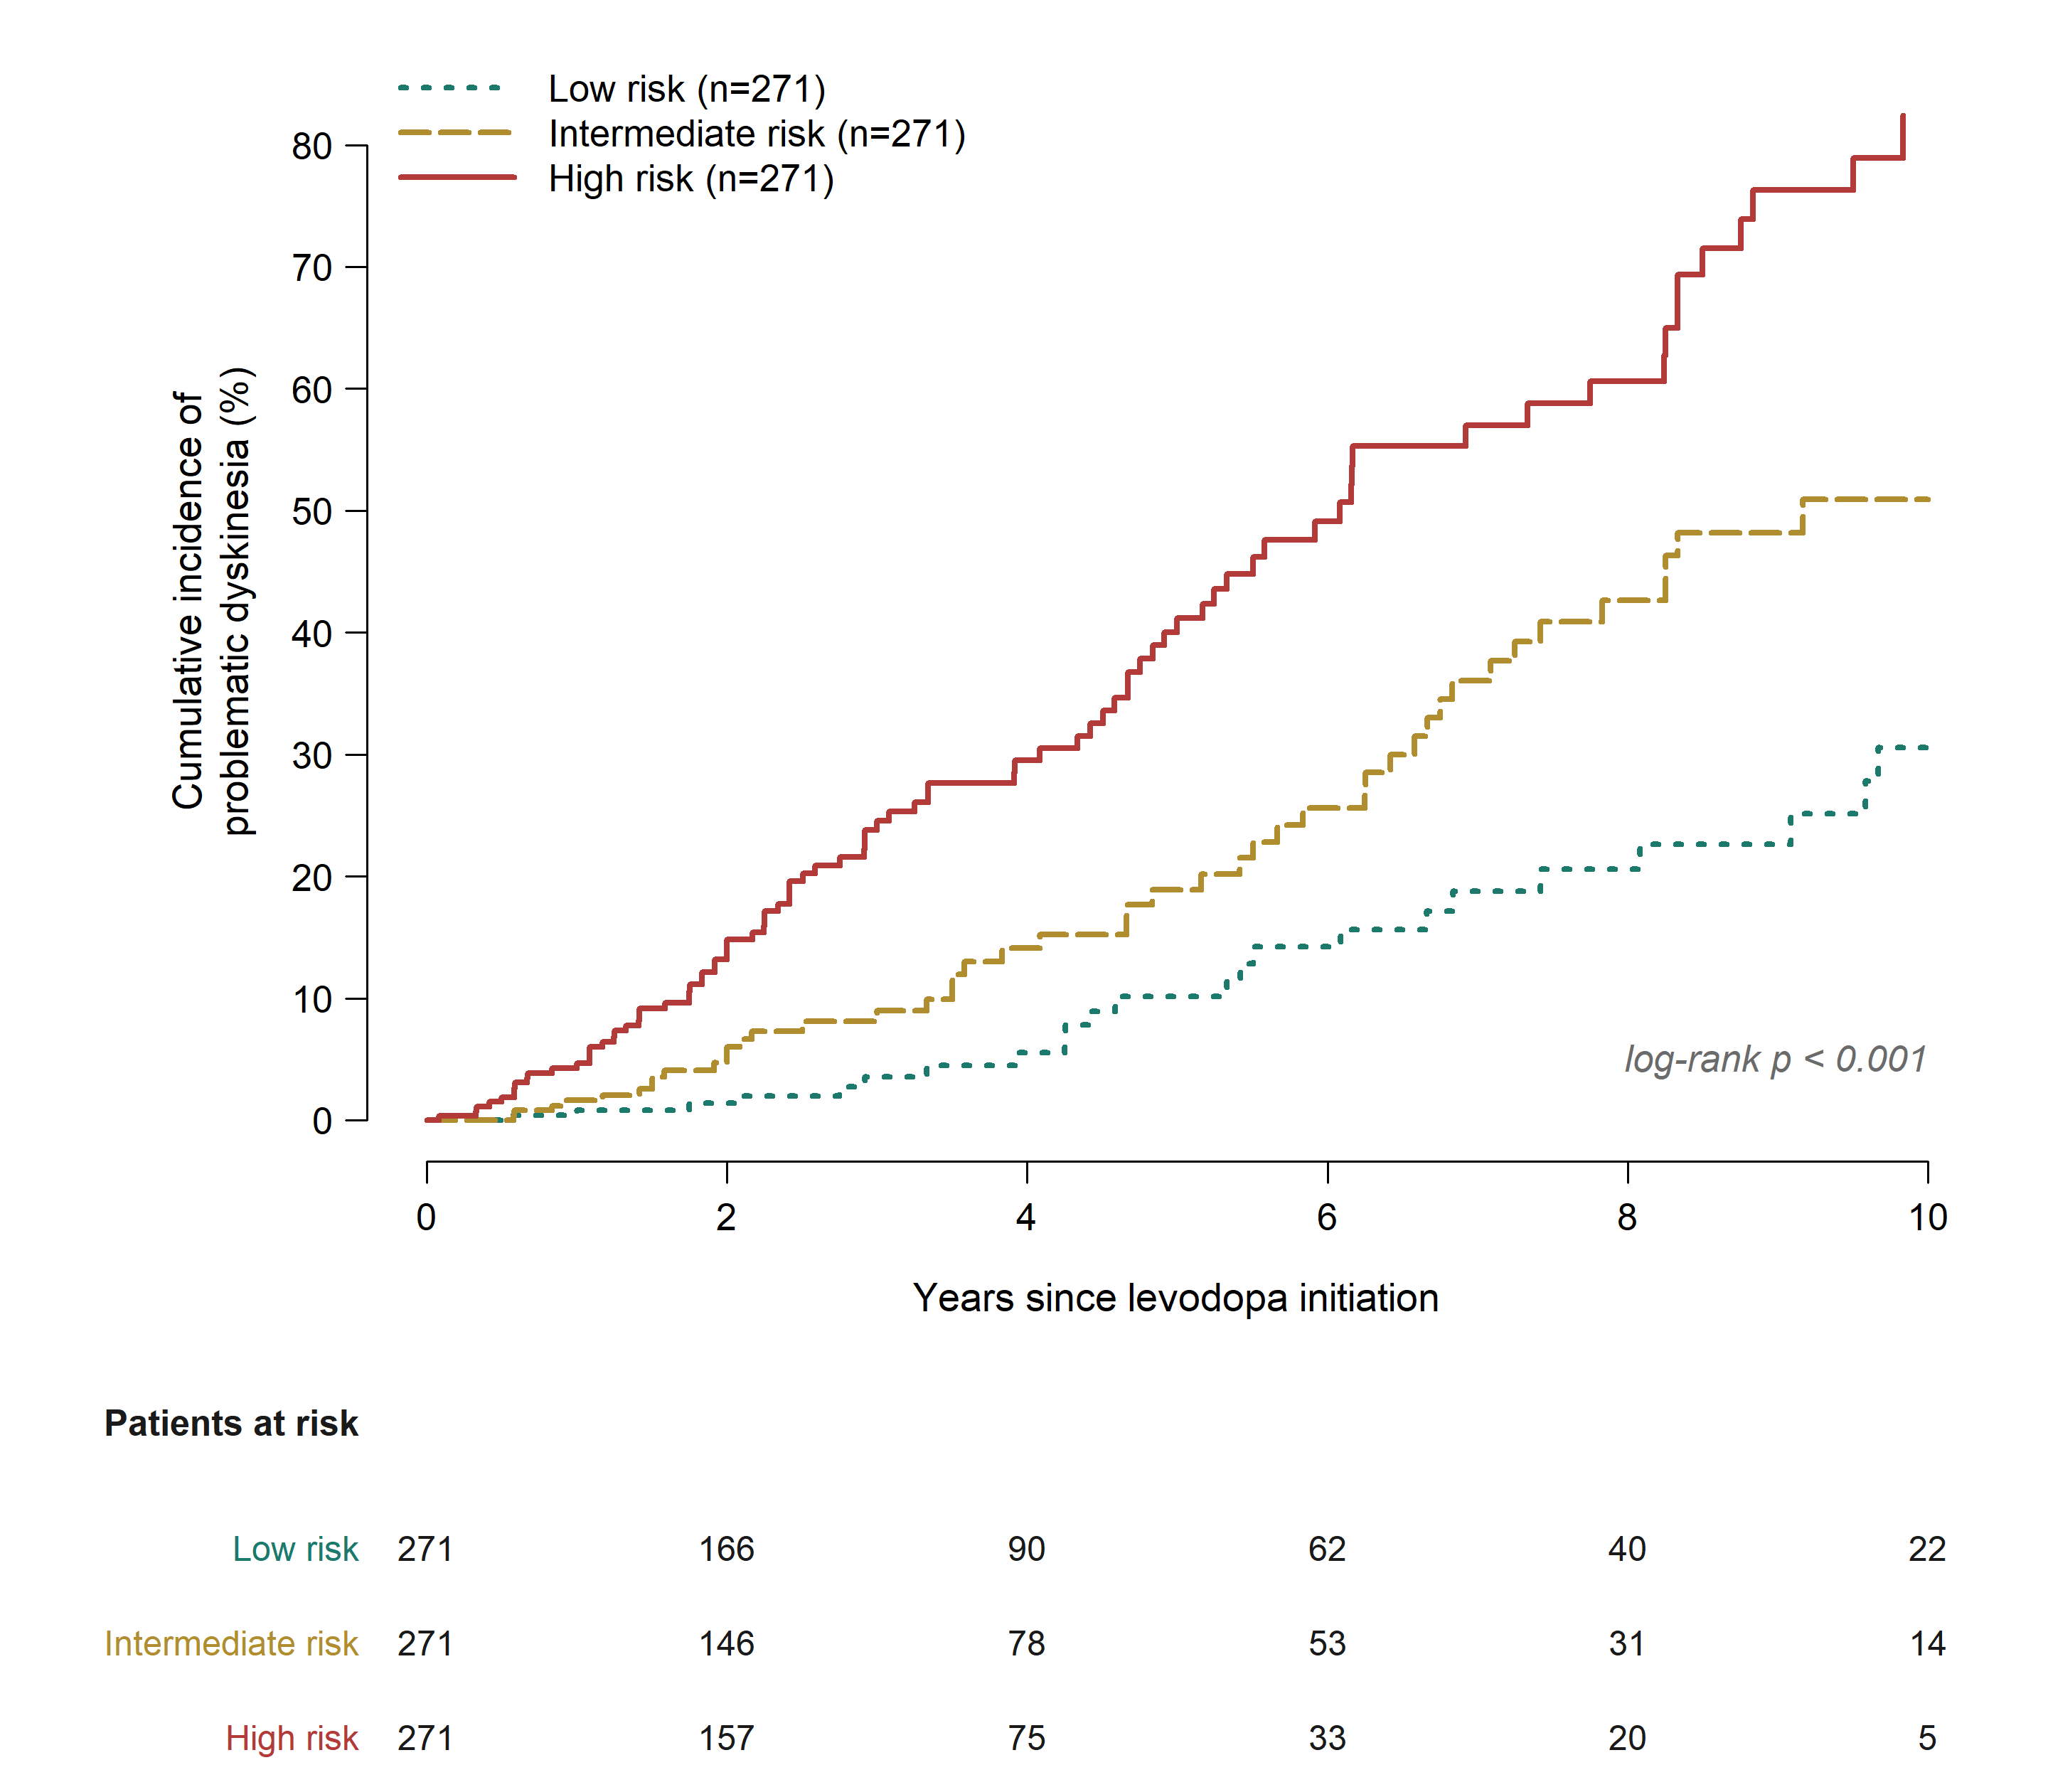 Low risk (n=271)
Intermediate risk (n=271)
High risk (n=271)
Cumulative incidence of
problematic dyskinesia (%)
80
70
60
50
40
30
20
10
0
log-rank p < 0.001
0 2 4 6 8 10
Years since levodopa initiation
Patients at risk
Low risk 271 166 90 62 40 22
Intermediate risk 271 146 78 53 31 14
High risk 271 157 75 33 20 5